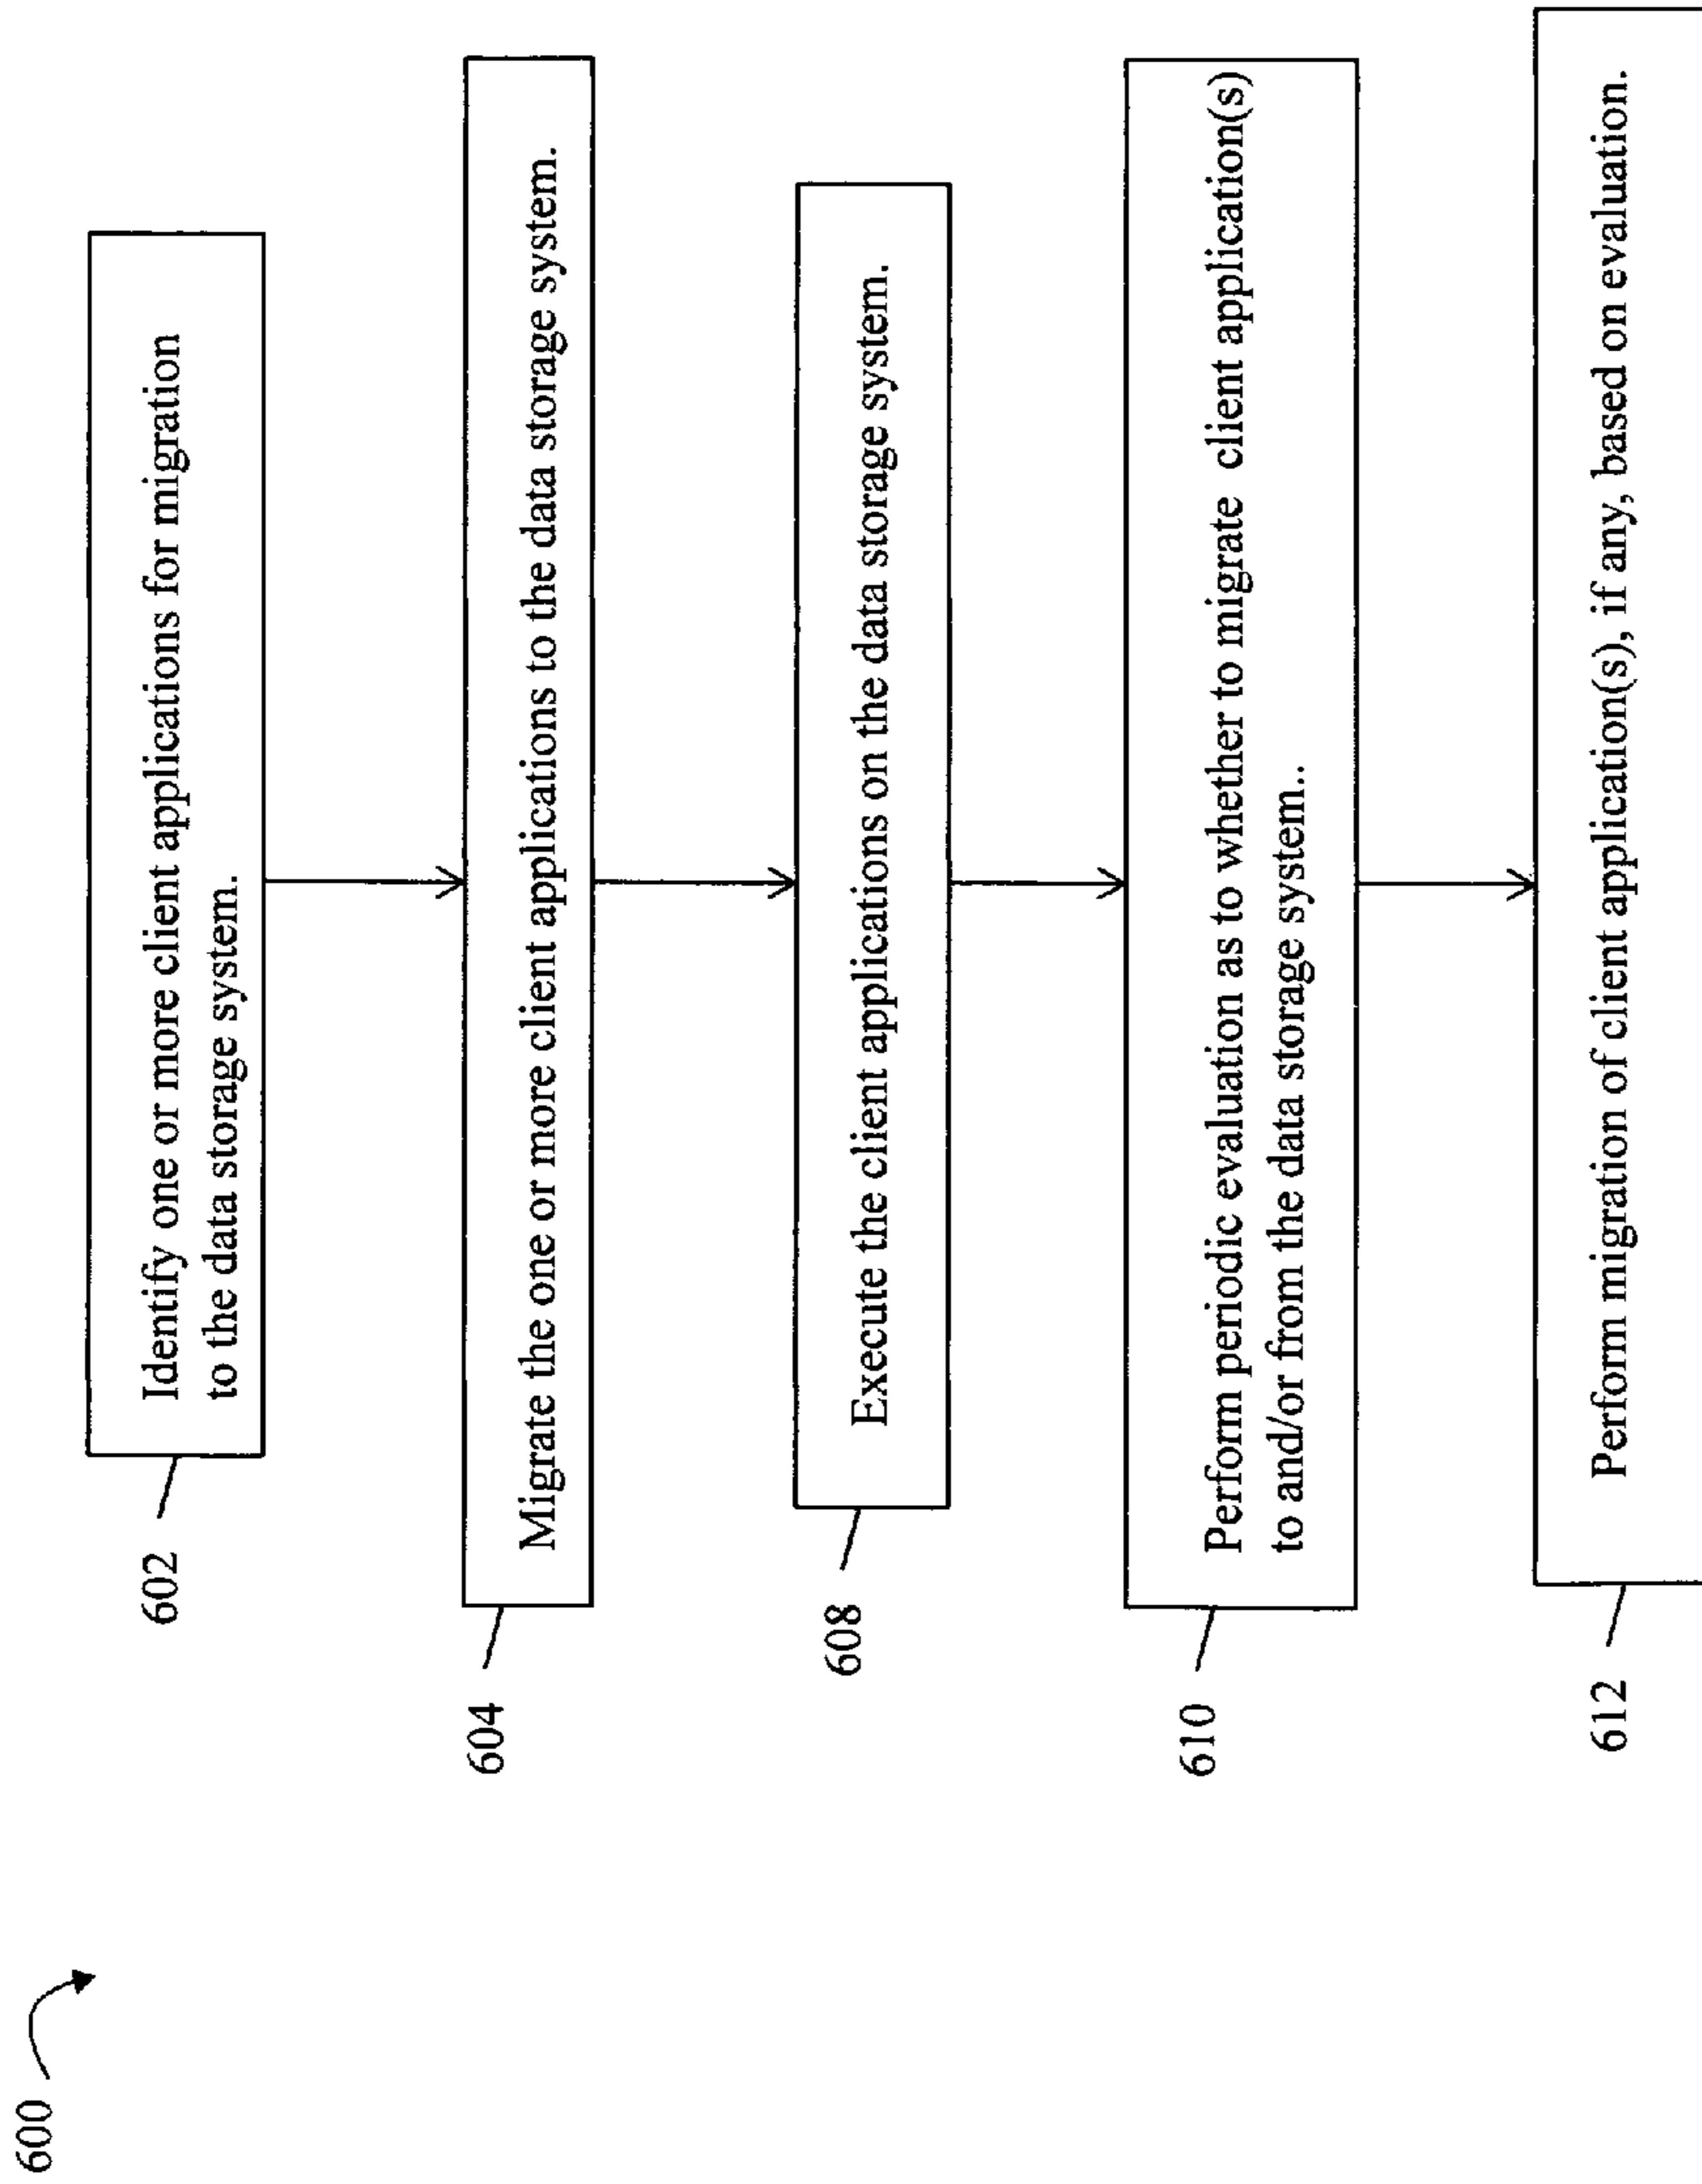 600
602
Identify one or more client applications for migration
to the data storage system.
604
Migrate the one or more client applications to the data storage system.
608
Execute the client applications on the data storage system.
610
Perform periodic evaluation as to whether to migrate client application(s)
to and/or from the data storage system..
612
Perform migration of client application(s), if any, based on evaluation.